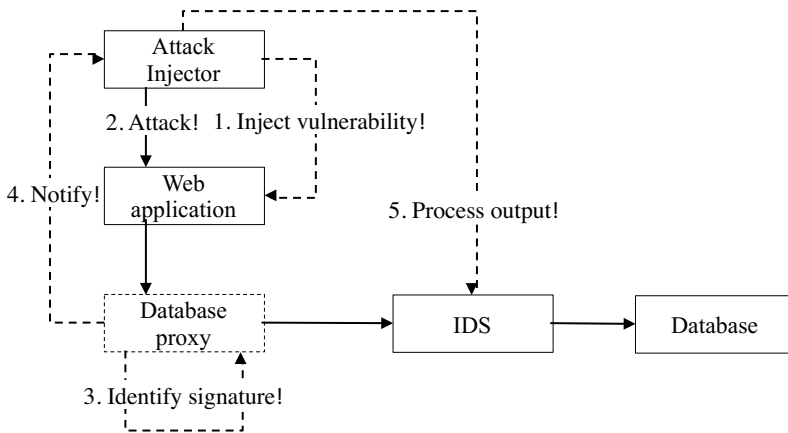 Attack
Injector
2. Attack!
1. Inject vulnerability!
Web
application
4. Notify!
5. Process output!
Database
proxy
IDS
Database
3. Identify signature!